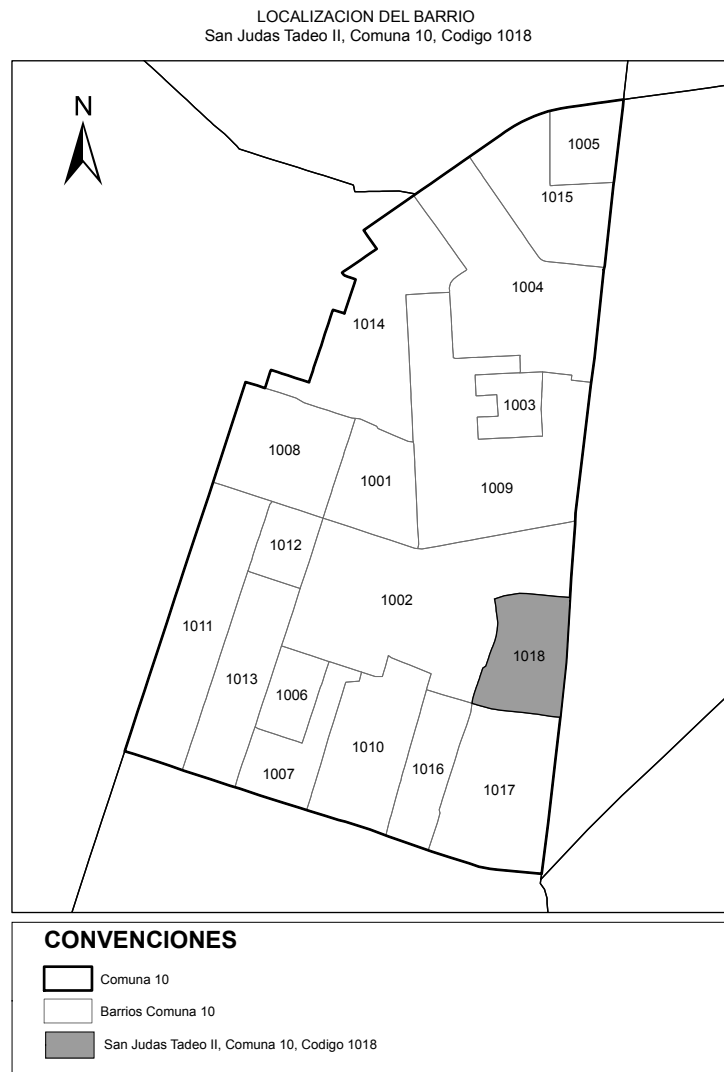 LOCALIZACION DEL BARRIO
San Judas Tadeo II, Comuna 10, Codigo 1018
N
1005
1015
1004
1014
1003
1008
1001
1009
1012
1002
1011
1018
1013
1006
1010
1016
1007
1017
CONVENCIONES
Comuna 10
Barrios Comuna 10
San Judas Tadeo II, Comuna 10, Codigo 1018